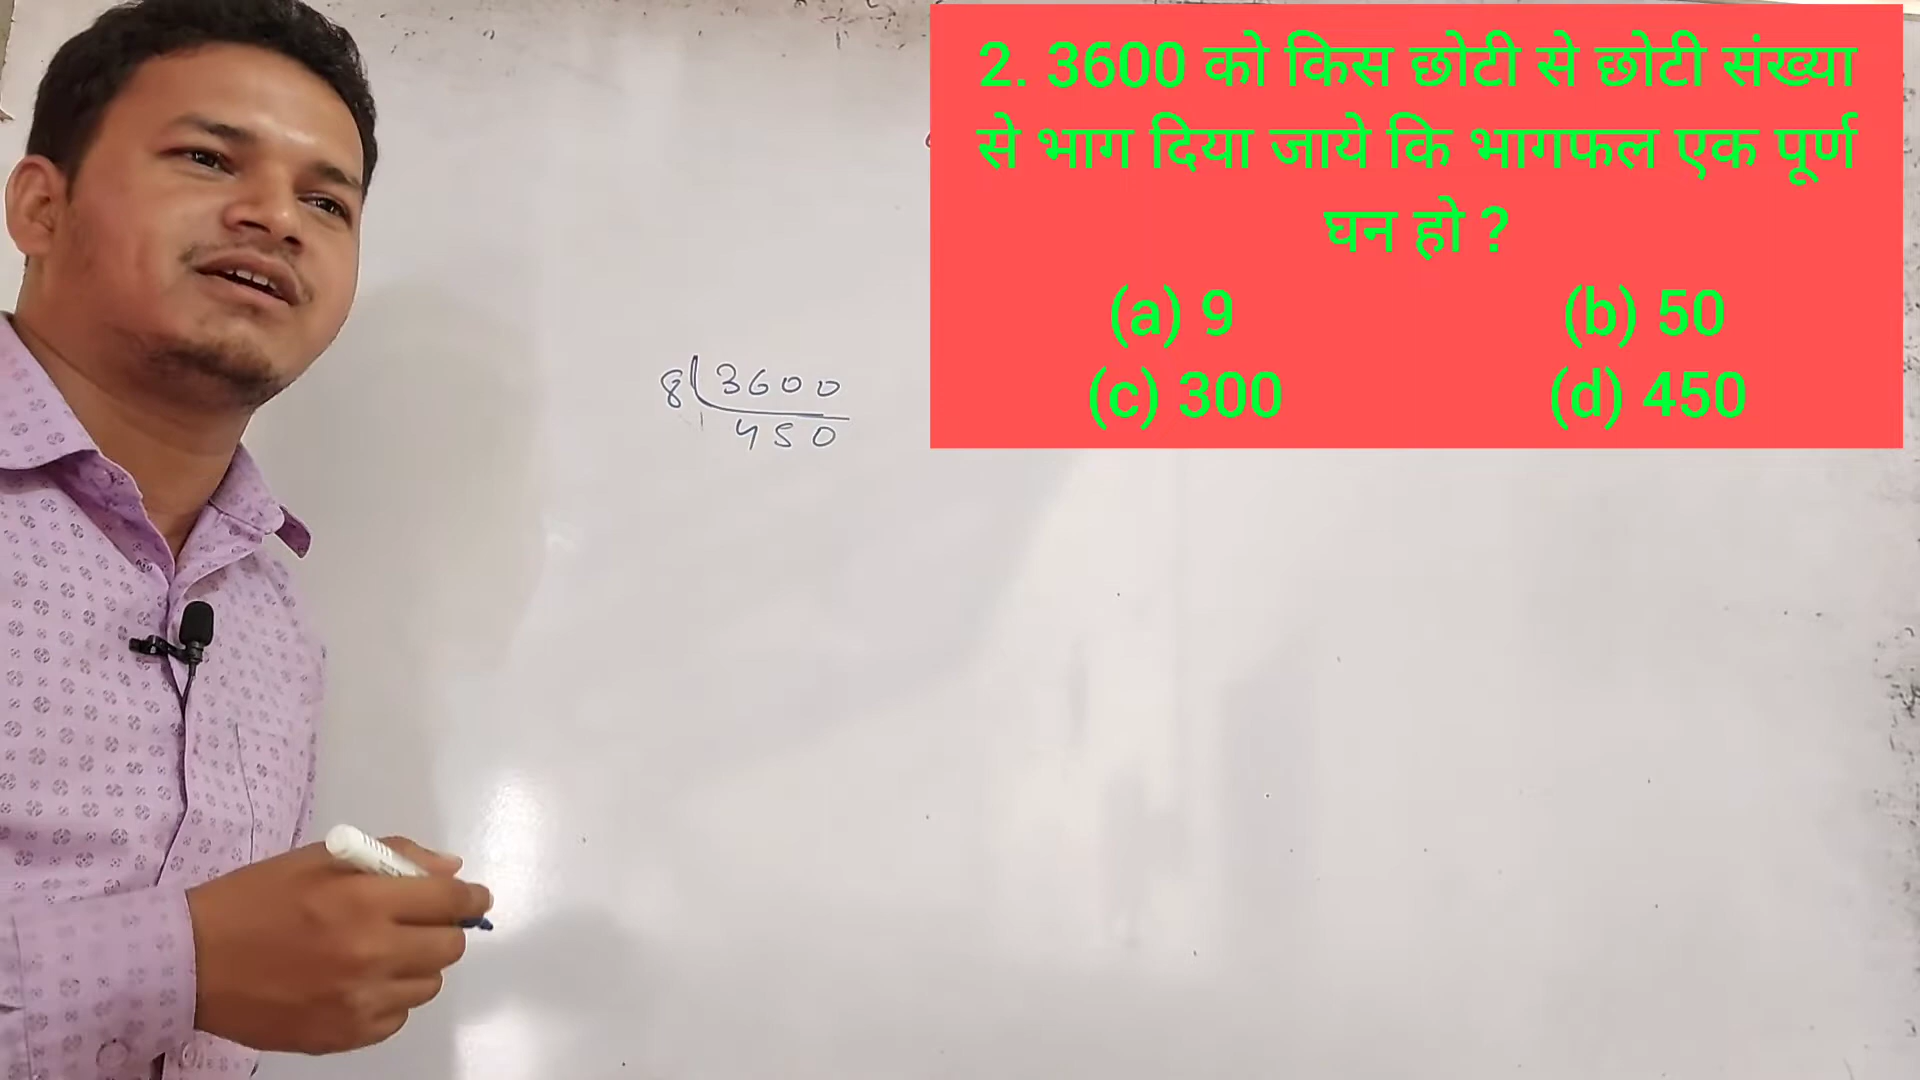 2. 3600 को किस छोटी से छोटी संख्या
से भाग दिया जाये कि भागफल एक पूर्ण
घन हो ?
(a) 9 (b) 50
(c) 300 (d) 450
8 3600
450